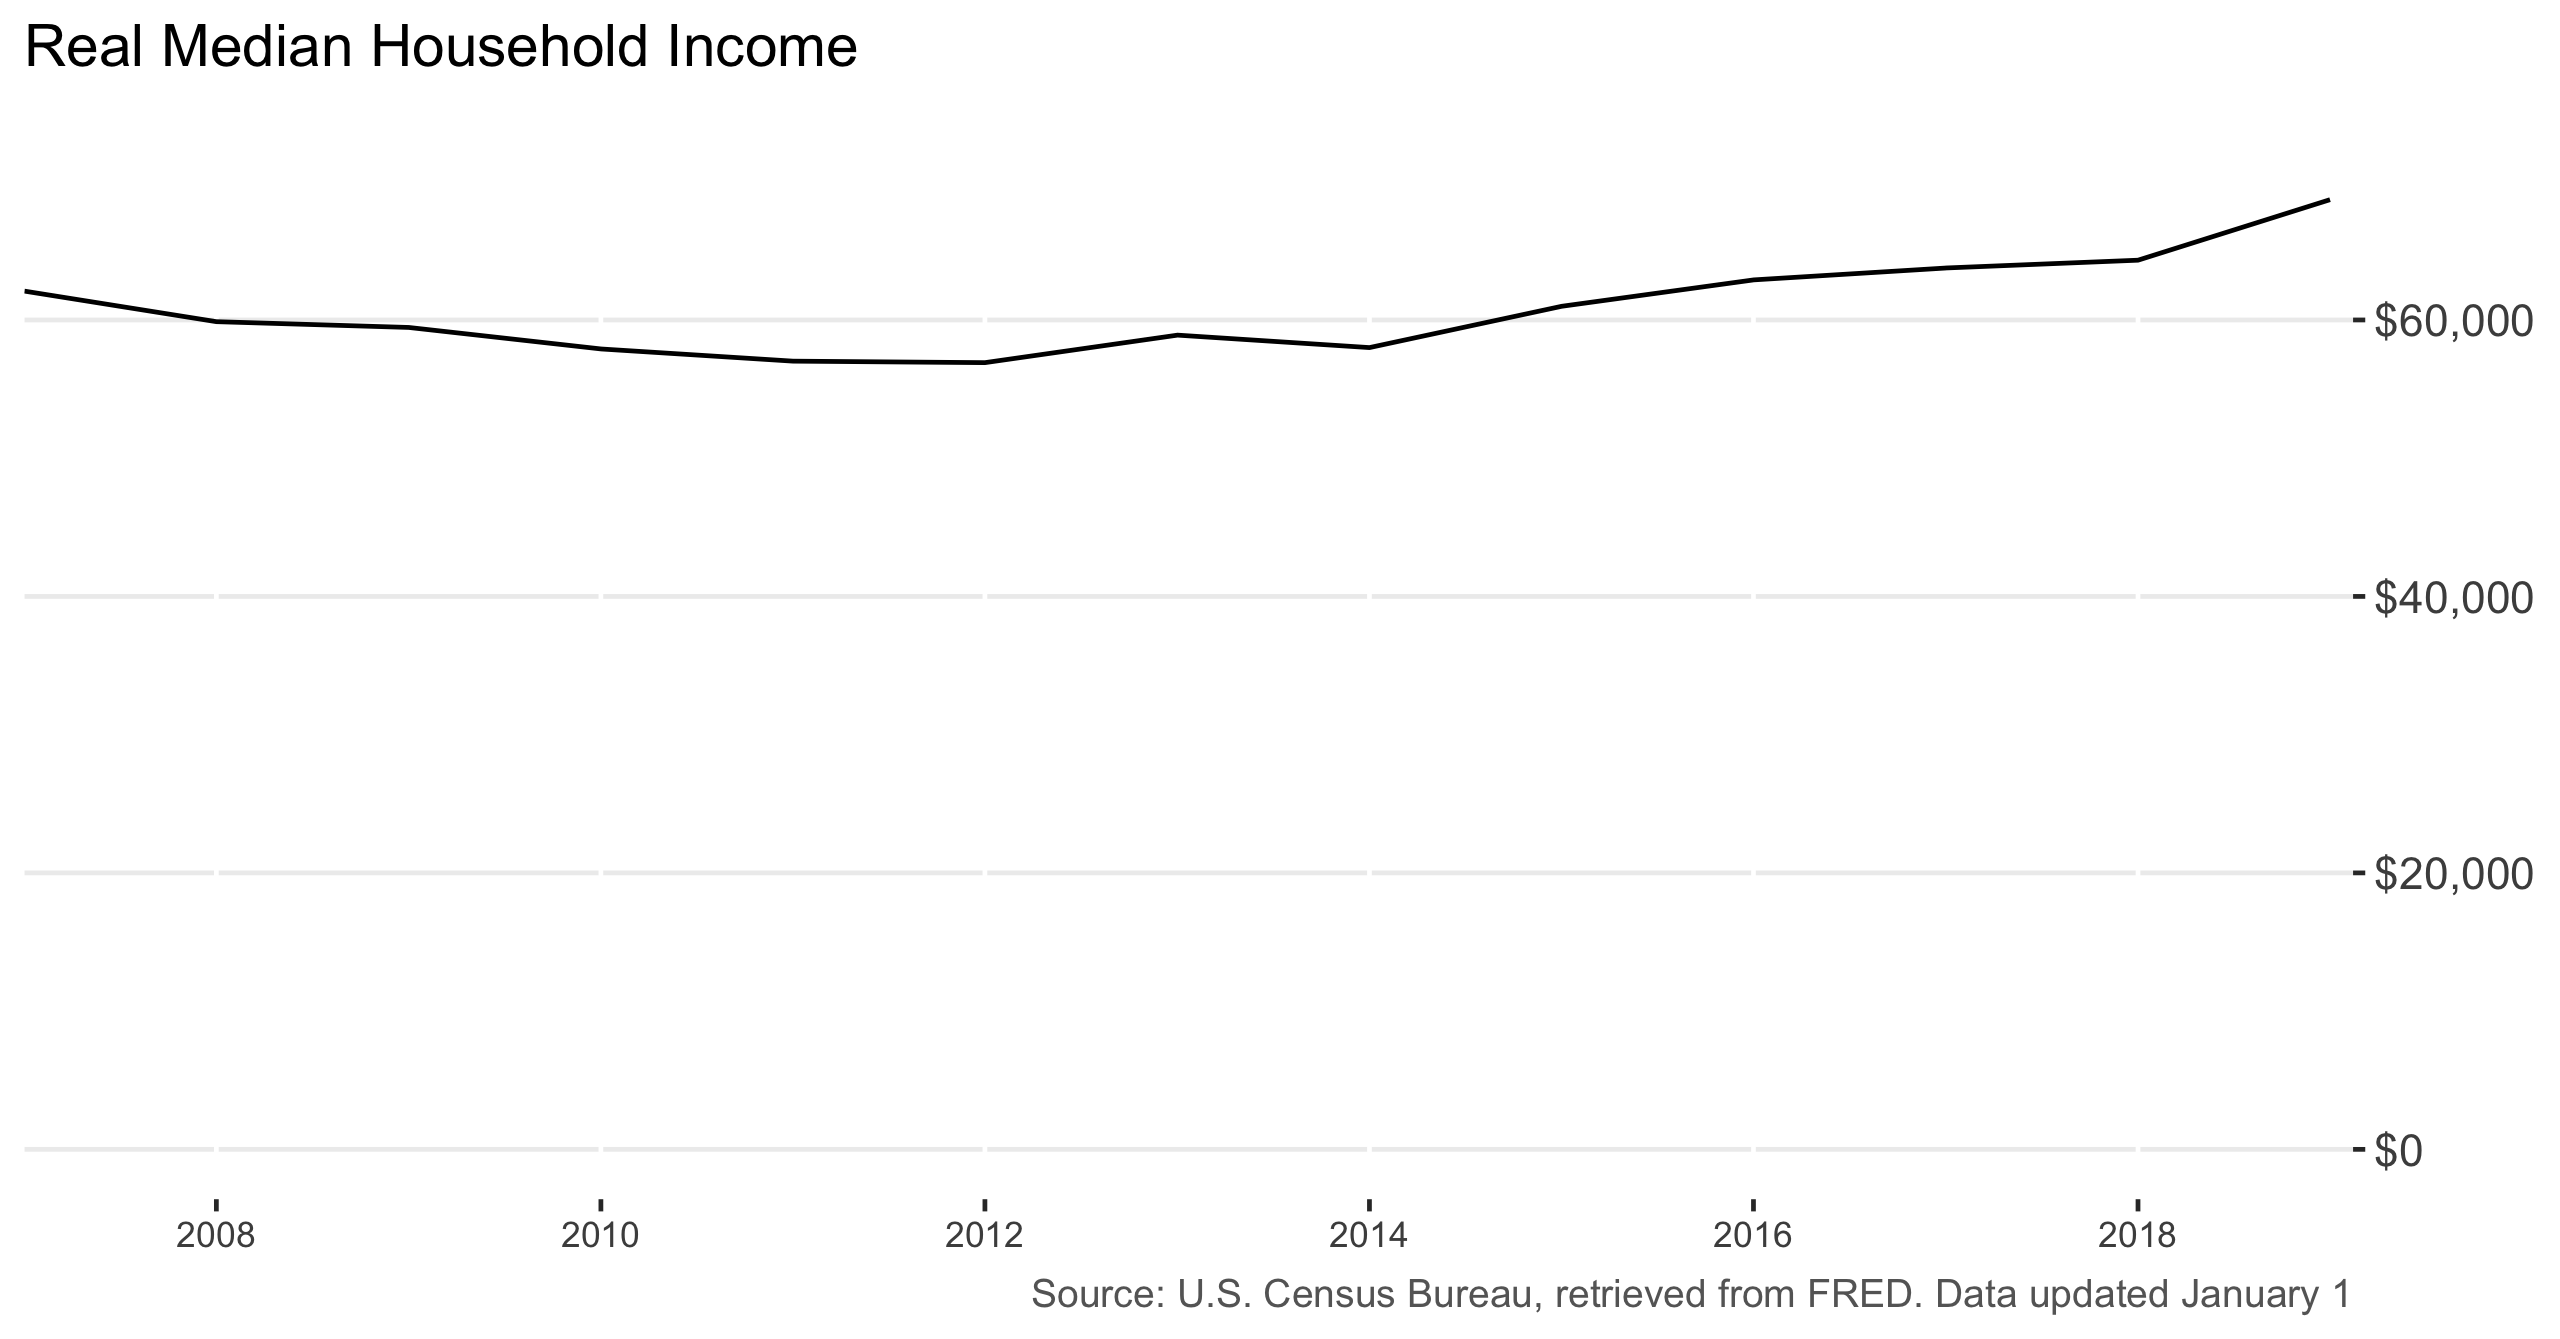 Real Median Household Income
$60,000
$40,000
$20,000
$0
2008 2010 2012 2014 2016 2018
Source: U.S. Census Bureau, retrieved from FRED. Data updated January 1